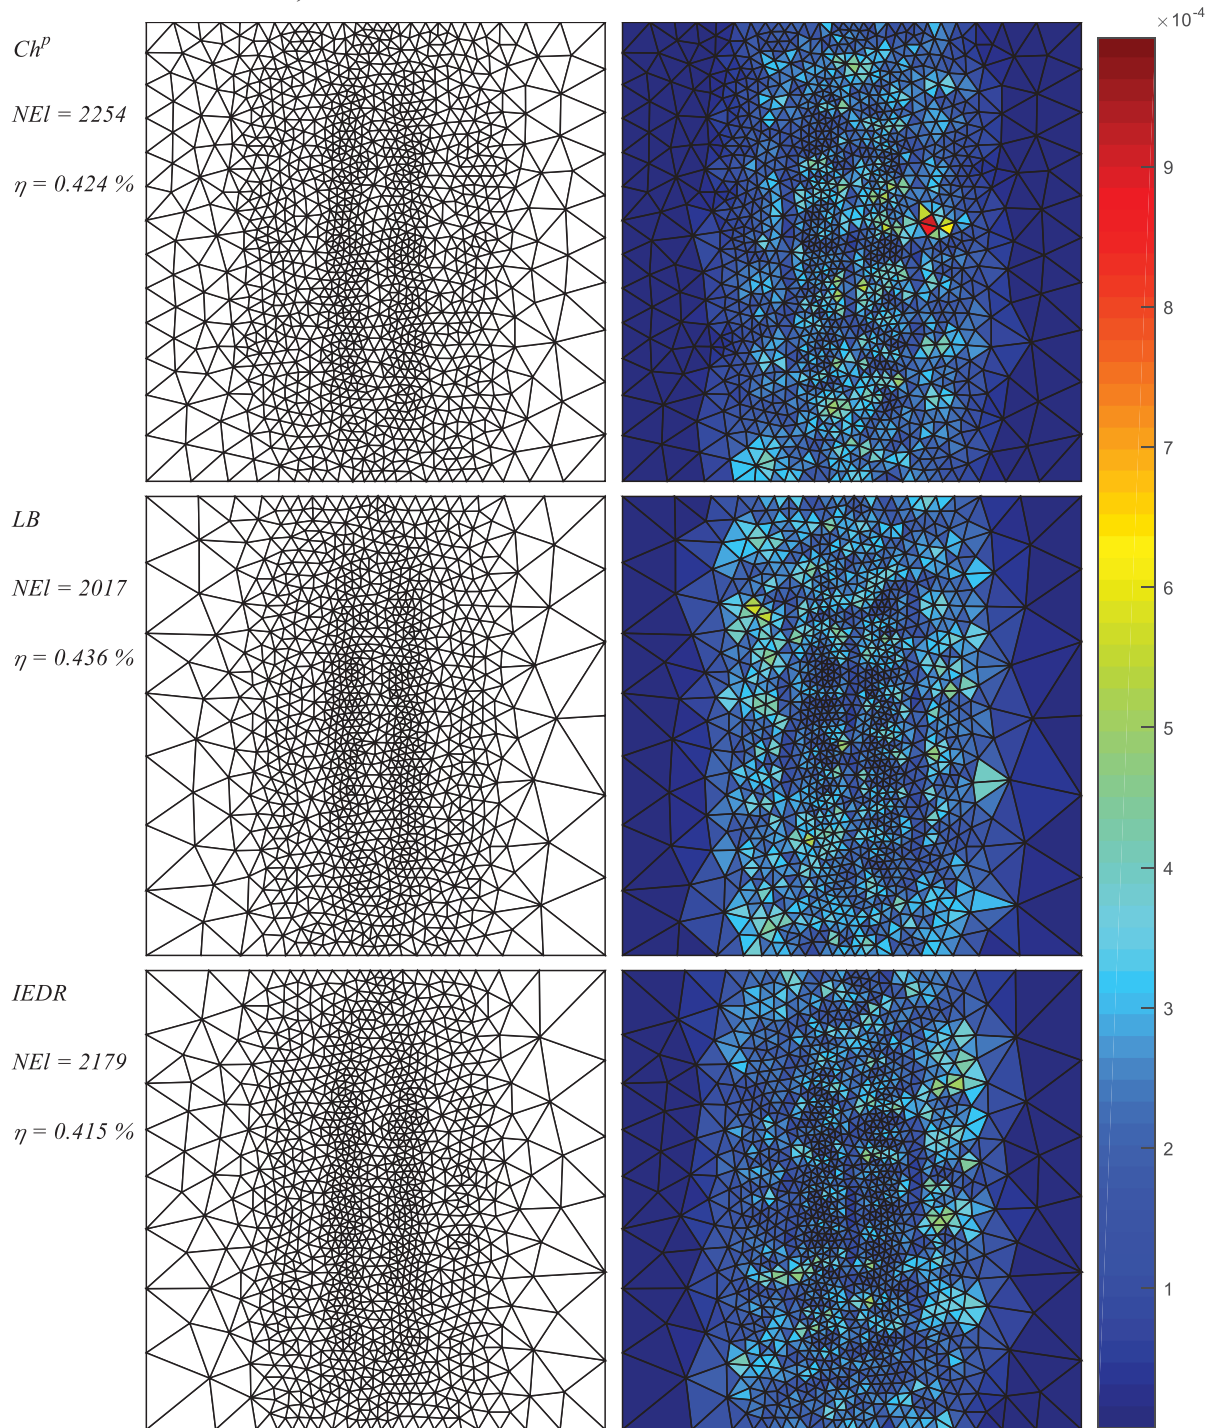 ×10⁻⁴
Chᵖ
NEl = 2254
η = 0.424 %
9
8
7
6
5
4
3
2
1
LB
NEl = 2017
η = 0.436 %
IEDR
NEl = 2179
η = 0.415 %